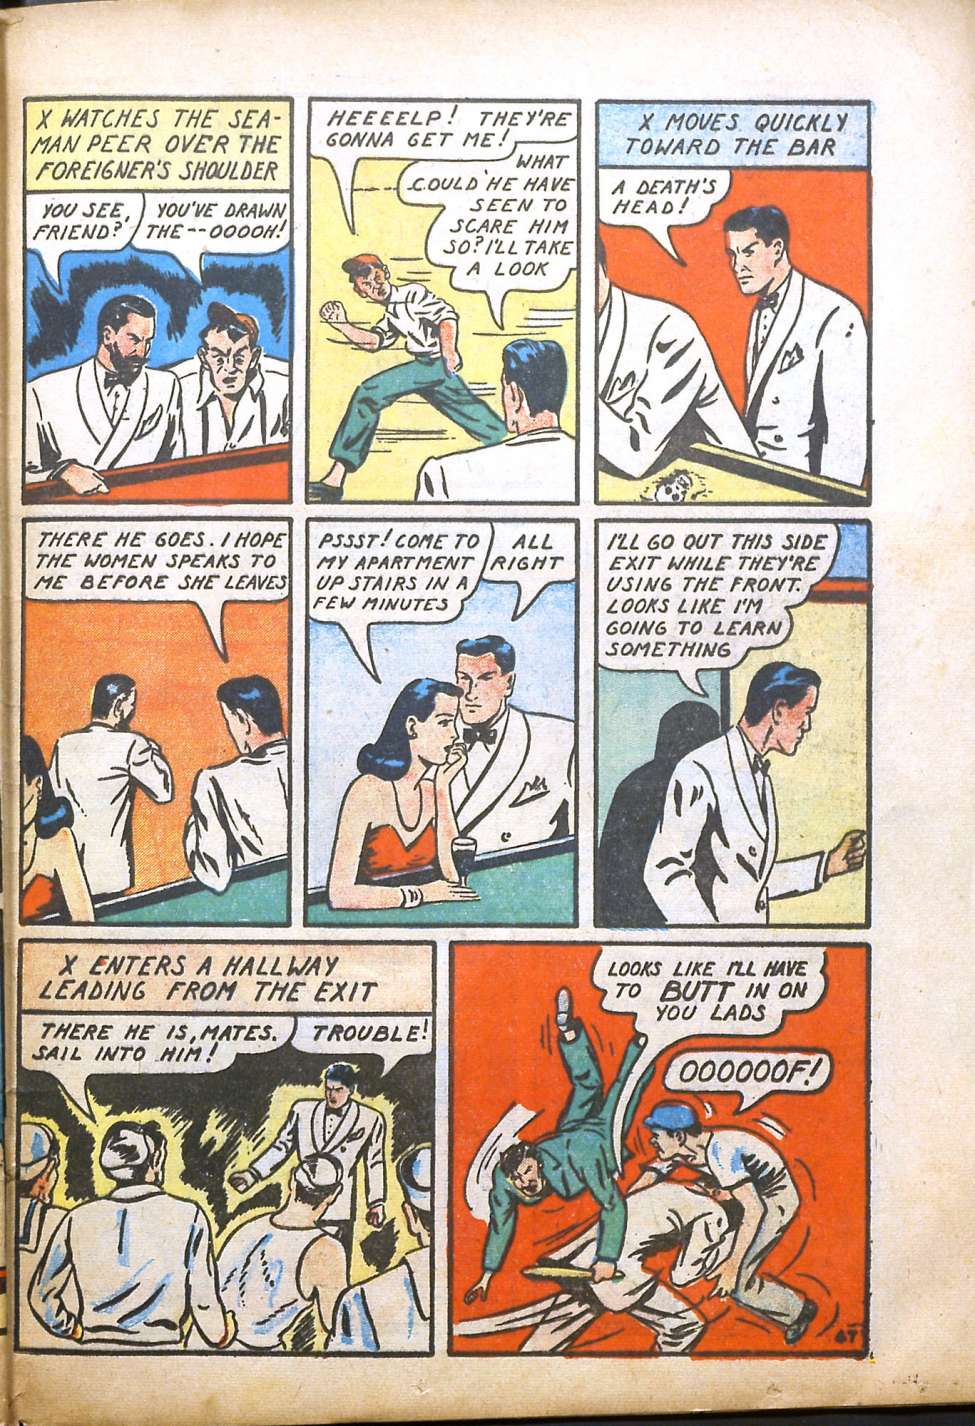 X WATCHES THE SEA-
MAN PEER OVER THE
FOREIGNER'S SHOULDER
YOU SEE,
FRIEND?
YOU'VE DRAWN
THE--OOOOH!
HEEEELP! THEY'RE
GONNA GET ME!
WHAT
COULD HE HAVE
SEEN TO
SCARE HIM
SO? I'LL TAKE
A LOOK
X MOVES QUICKLY
TOWARD THE BAR
A DEATH'S
HEAD!
THERE HE GOES. I HOPE
THE WOMEN SPEAKS TO
ME BEFORE SHE LEAVES
PSSST! COME TO
MY APARTMENT
UP STAIRS IN A
FEW MINUTES
ALL
RIGHT
I'LL GO OUT THIS SIDE
EXIT WHILE THEY'RE
USING THE FRONT.
LOOKS LIKE I'M
GOING TO LEARN
SOMETHING
X ENTERS A HALLWAY
LEADING FROM THE EXIT
THERE HE IS, MATES.
SAIL INTO HIM!
TROUBLE!
LOOKS LIKE I'LL HAVE
TO BUTT IN ON
YOU LADS
OOOOOOF!